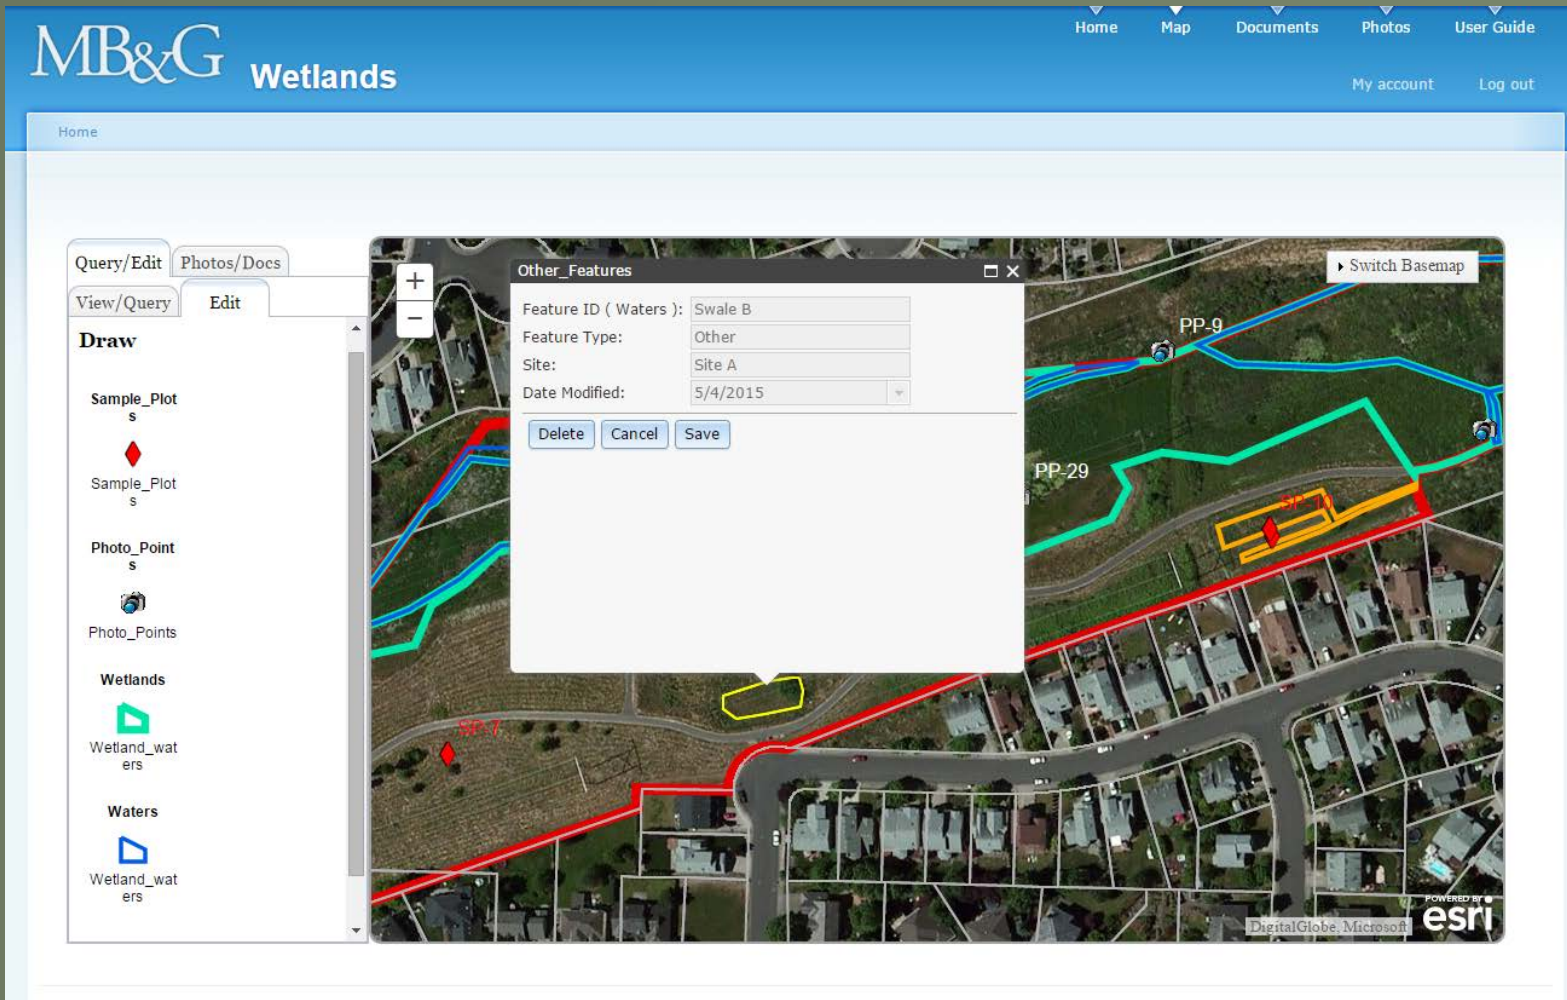 MB&G Wetlands
Home Map Documents Photos User Guide
My account Log out
Home
Query/Edit Photos/Docs
View/Query Edit
Draw
Sample_Plot
s
Sample_Plot
s
Photo_Point
s
Photo_Points
Wetlands
Wetland_wat
ers
Waters
Wetland_wat
ers
+
−
Other_Features
Feature ID ( Waters ): Swale B
Feature Type: Other
Site: Site A
Date Modified: 5/4/2015
Delete Cancel Save
Switch Basemap
PP-9
PP-29
SP-10
SP-7
POWERED BY
esri
DigitalGlobe, Microsoft